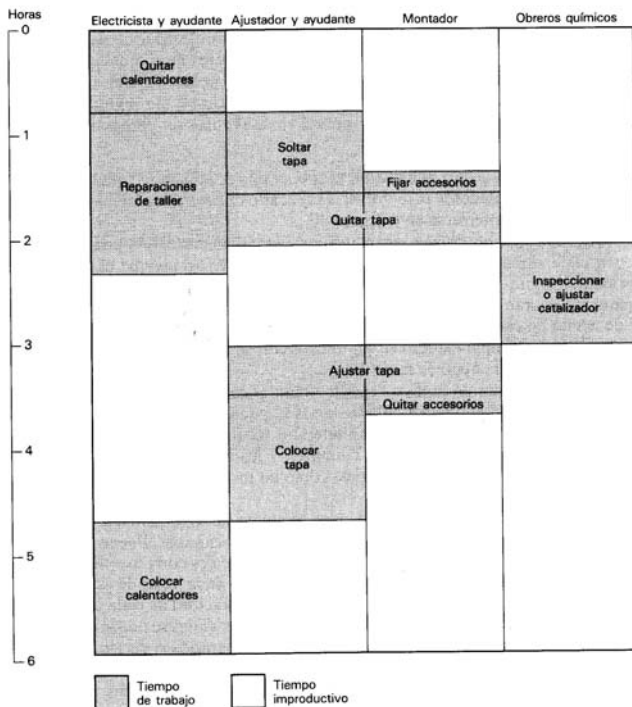 Horas
Electricista y ayudante
Ajustador y ayudante
Montador
Obreros químicos
0
Quitar
calentadores
1
Soltar
tapa
Reparaciones
de taller
Fijar accesorios
Quitar tapa
2
Inspeccionar
o ajustar
catalizador
3
Ajustar tapa
Quitar accesorios
4
Colocar
tapa
5
Colocar
calentadores
6
Tiempo
de trabajo
Tiempo
improductivo